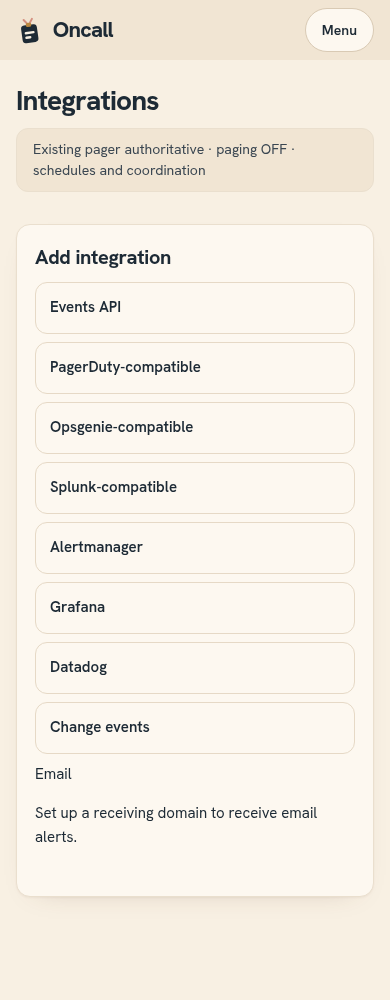 Oncall
Menu
Integrations
Existing pager authoritative · paging OFF ·
schedules and coordination
Add integration
Events API
PagerDuty-compatible
Opsgenie-compatible
Splunk-compatible
Alertmanager
Grafana
Datadog
Change events
Email
Set up a receiving domain to receive email
alerts.